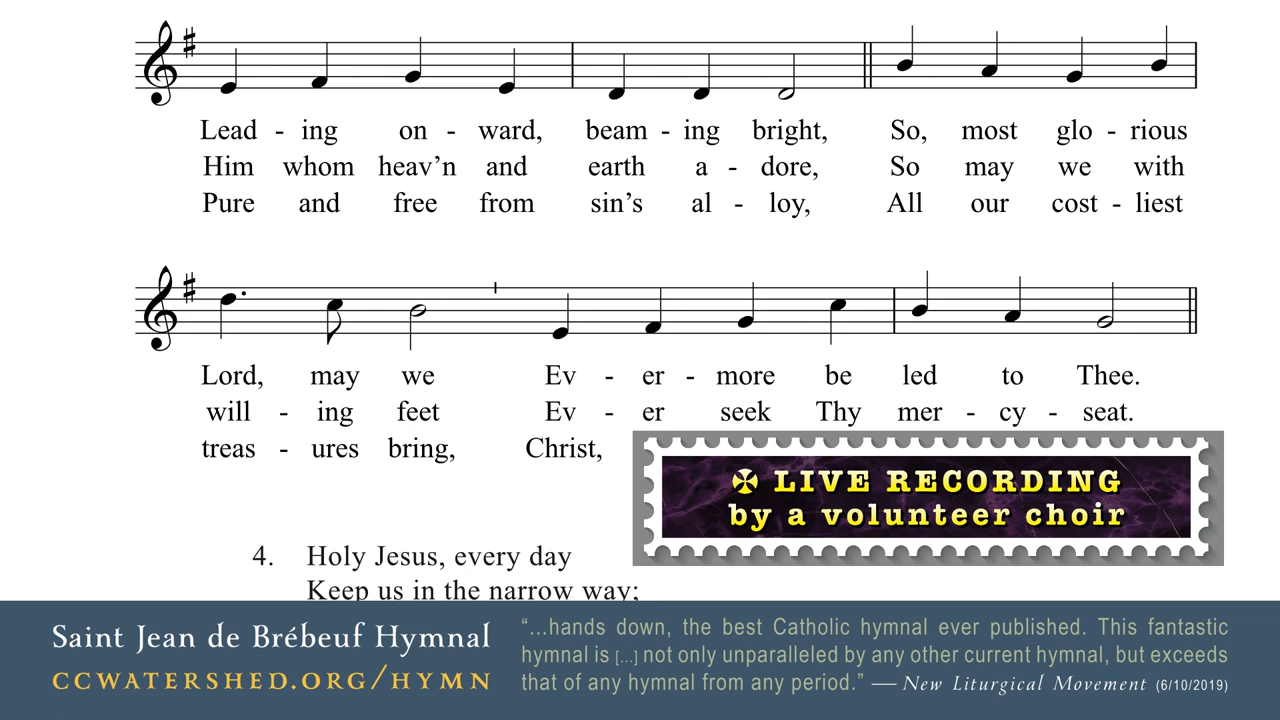 Lead - ing on - ward, beam - ing bright, So, most glo - rious
Him whom heav’n and earth a - dore, So may we with
Pure and free from sin’s al - loy, All our cost - liest
Lord, may we Ev - er - more be led to Thee.
will - ing feet Ev - er seek Thy mer - cy - seat.
treas - ures bring, Christ,
LIVE RECORDING
by a volunteer choir
4. Holy Jesus, every day
Keep us in the narrow way;
Saint Jean de Brébeuf Hymnal
CCWATERSHED.ORG/HYMN
“...hands down, the best Catholic hymnal ever published. This fantastic
hymnal is [...] not only unparalleled by any other current hymnal, but exceeds
that of any hymnal from any period.” — New Liturgical Movement (6/10/2019)